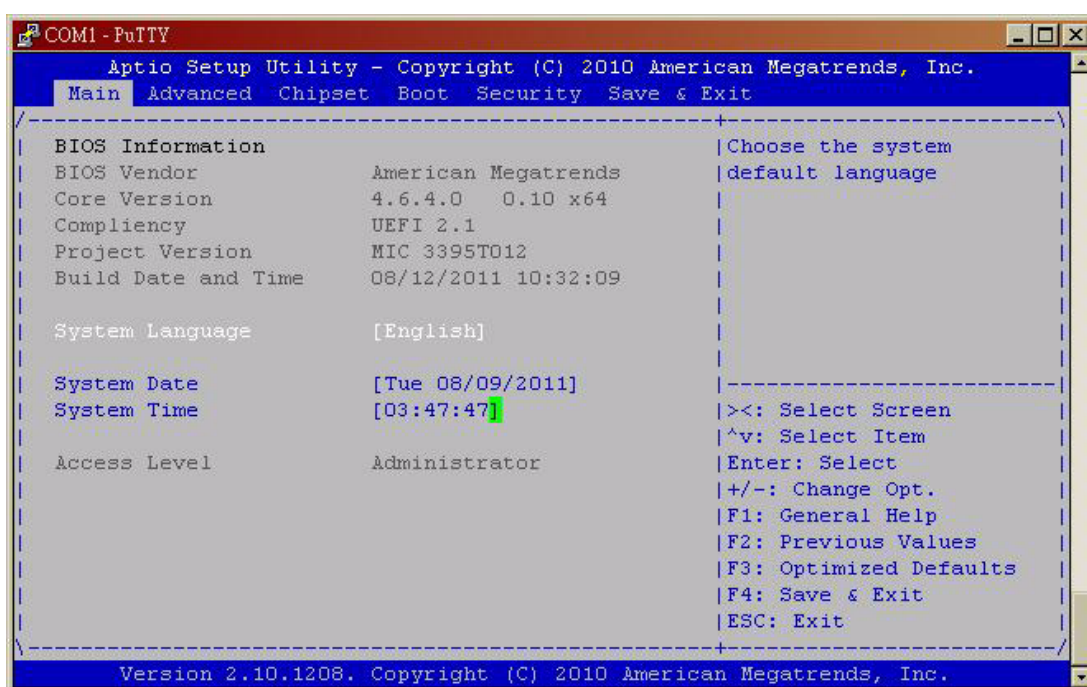 COM1 - PuTTY
Aptio Setup Utility - Copyright (C) 2010 American Megatrends, Inc.
Main Advanced Chipset Boot Security Save & Exit
BIOS Information
BIOS Vendor American Megatrends
Core Version 4.6.4.0 0.10 x64
Compliency UEFI 2.1
Project Version MIC 3395T012
Build Date and Time 08/12/2011 10:32:09
System Language [English]
System Date [Tue 08/09/2011]
System Time [03:47:47]
Access Level Administrator
Choose the system
default language
><: Select Screen
^v: Select Item
Enter: Select
+/-: Change Opt.
F1: General Help
F2: Previous Values
F3: Optimized Defaults
F4: Save & Exit
ESC: Exit
Version 2.10.1208. Copyright (C) 2010 American Megatrends, Inc.